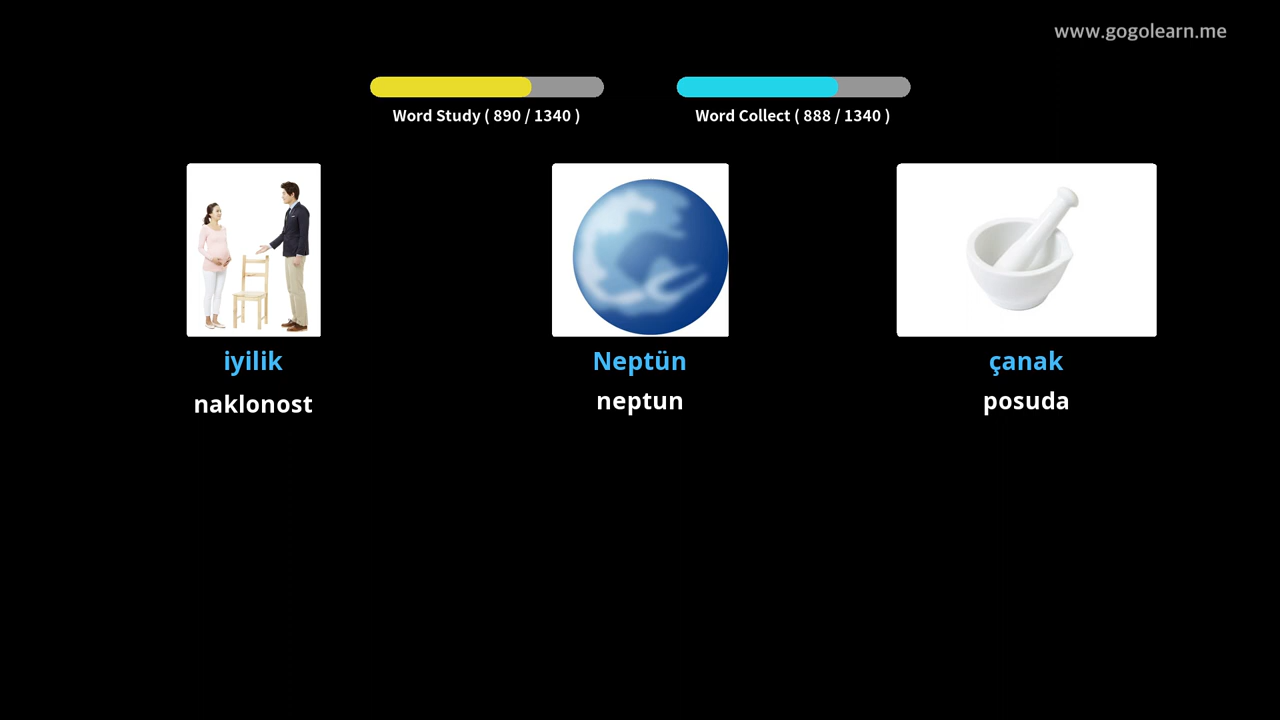 www.gogolearn.me
Word Study ( 890 / 1340 )
Word Collect ( 888 / 1340 )
iyilik
naklonost
Neptün
neptun
çanak
posuda